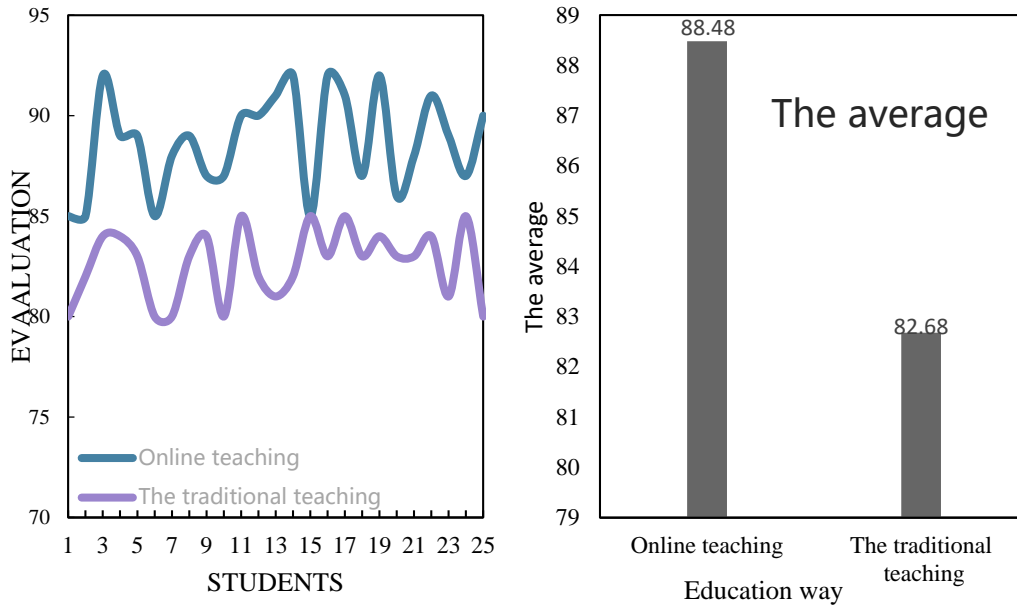 95
90
85
80
75
70
EVAALUATION
Online teaching
The traditional teaching
1 3 5 7 9 11 13 15 17 19 21 23 25
STUDENTS
89
88
87
86
85
84
83
82
81
80
79
The average
88.48
The average
82.68
Online teaching
The traditional
teaching
Education way